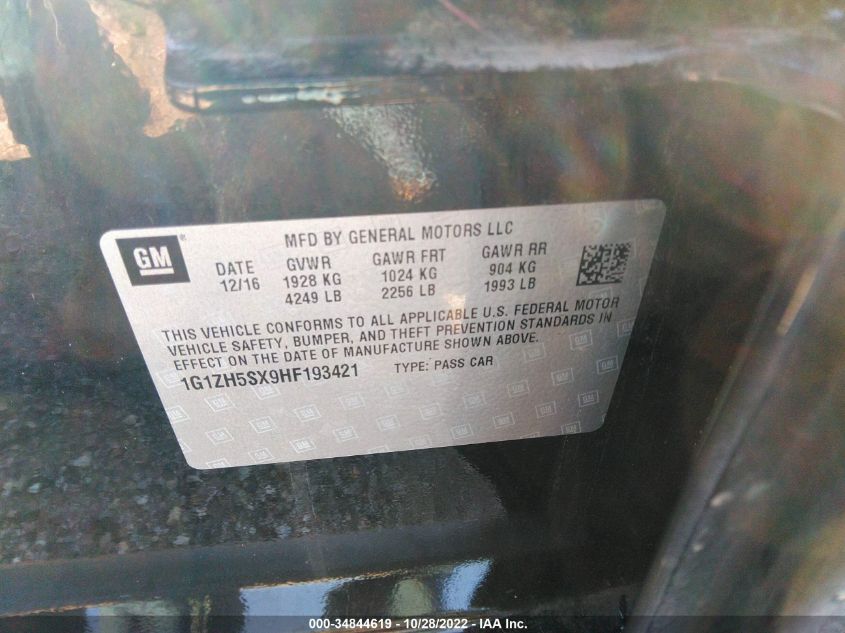 GM ®
MFD BY GENERAL MOTORS LLC
DATE GVWR GAWR FRT GAWR RR
12/16 1928 KG 1024 KG 904 KG
4249 LB 2256 LB 1993 LB
THIS VEHICLE CONFORMS TO ALL APPLICABLE U.S. FEDERAL MOTOR
VEHICLE SAFETY, BUMPER, AND THEFT PREVENTION STANDARDS IN
EFFECT ON THE DATE OF MANUFACTURE SHOWN ABOVE.
1G1ZH5SX9HF193421 TYPE: PASS CAR
000-34844619 - 10/28/2022 - IAA Inc.